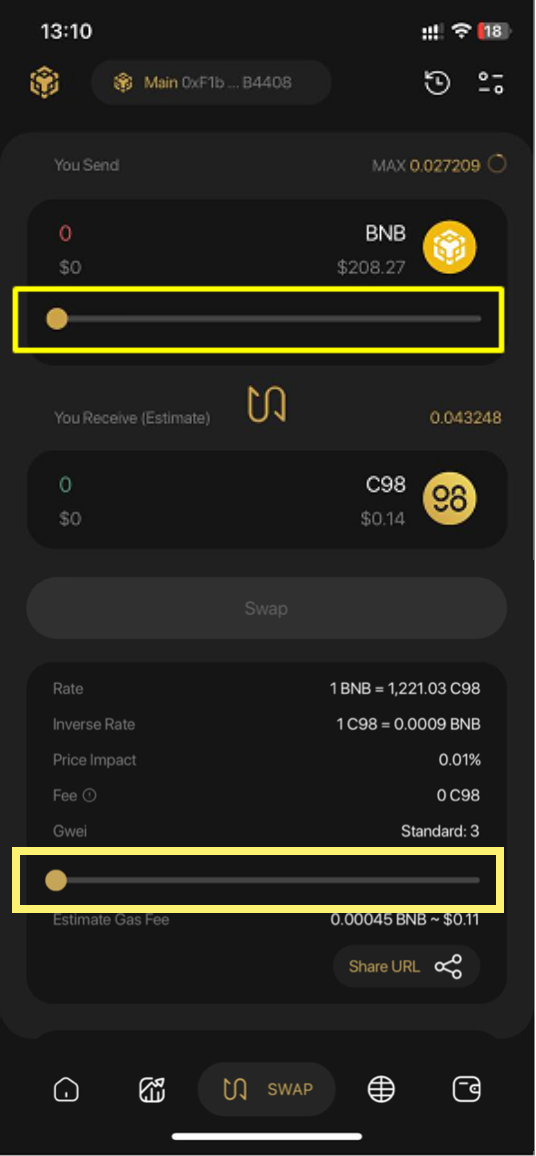 13:10
18
Main 0xF1b ... B4408
You Send
MAX 0.027209
0
BNB
$0
$208.27
You Receive (Estimate)
0.043248
0
C98
98
$0
$0.14
Swap
Rate
1 BNB = 1,221.03 C98
Inverse Rate
1 C98 = 0.0009 BNB
Price Impact
0.01%
Fee
0 C98
Gwei
Standard: 3
Estimate Gas Fee
0.00045 BNB ~ $0.11
Share URL
SWAP